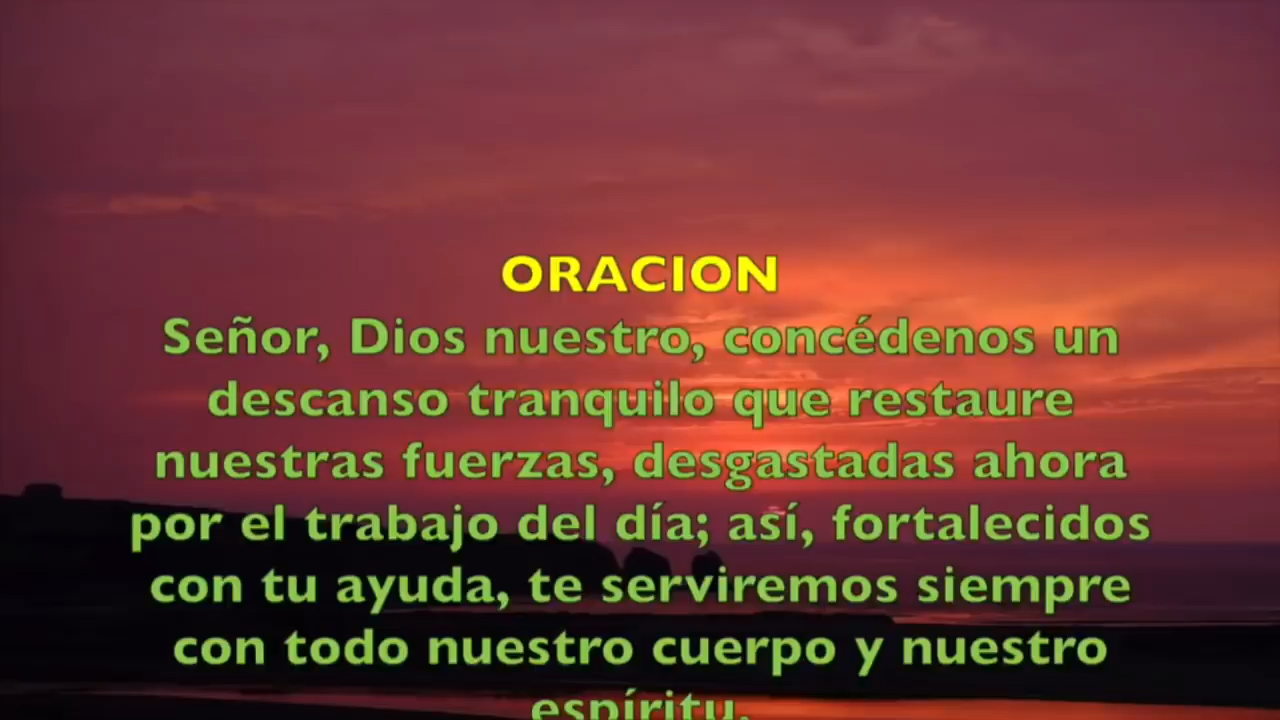 ORACION
Señor, Dios nuestro, concédenos un
descanso tranquilo que restaure
nuestras fuerzas, desgastadas ahora
por el trabajo del día; así, fortalecidos
con tu ayuda, te serviremos siempre
con todo nuestro cuerpo y nuestro
espíritu.